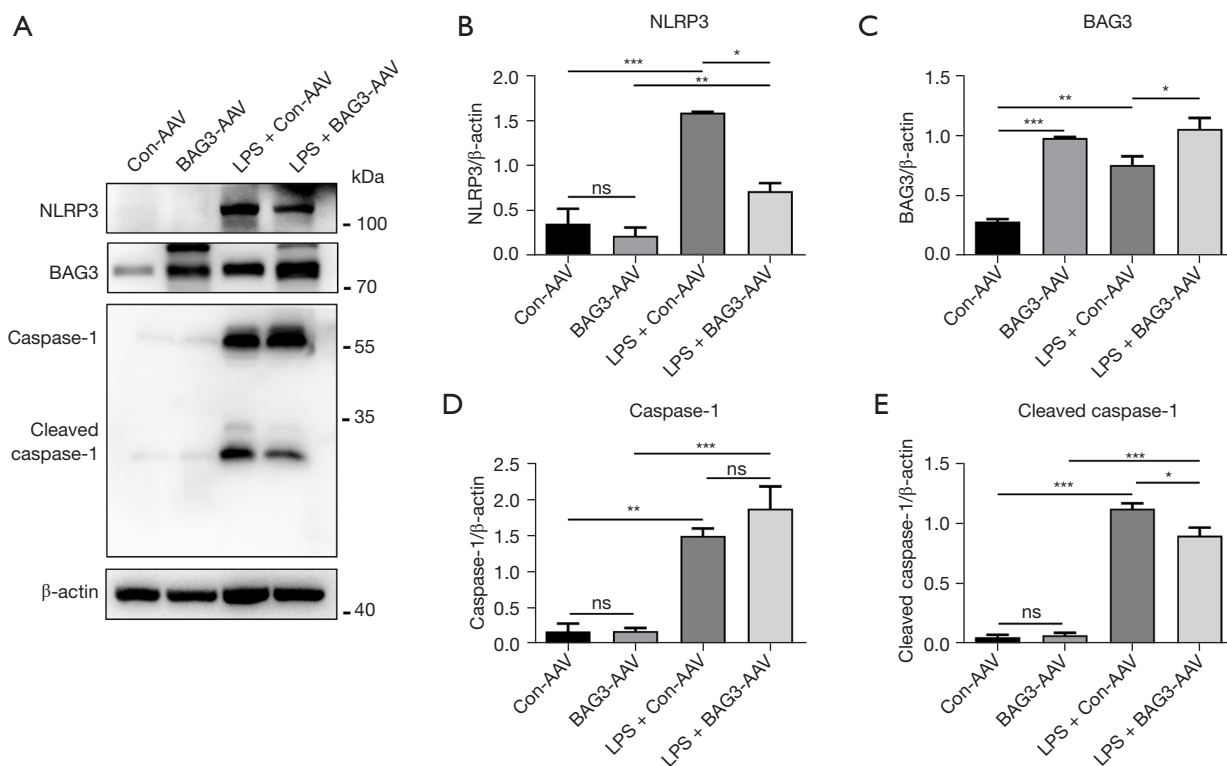 A
Con-AAV
BAG3-AAV
LPS + Con-AAV
LPS + BAG3-AAV
kDa
NLRP3
100
BAG3
70
Caspase-1
55
35
Cleaved
caspase-1
β-actin
40
B
NLRP3
***
*
**
ns
NLRP3/β-actin
2.0
1.5
1.0
0.5
0.0
Con-AAV
BAG3-AAV
LPS + Con-AAV
LPS + BAG3-AAV
C
BAG3
**
*
***
BAG3/β-actin
1.5
1.0
0.5
0.0
Con-AAV
BAG3-AAV
LPS + Con-AAV
LPS + BAG3-AAV
D
Caspase-1
***
ns
**
ns
Caspase-1/β-actin
2.5
2.0
1.5
1.0
0.5
0.0
Con-AAV
BAG3-AAV
LPS + Con-AAV
LPS + BAG3-AAV
E
Cleaved caspase-1
***
***
*
ns
Cleaved caspase-1/β-actin
1.5
1.0
0.5
0.0
Con-AAV
BAG3-AAV
LPS + Con-AAV
LPS + BAG3-AAV